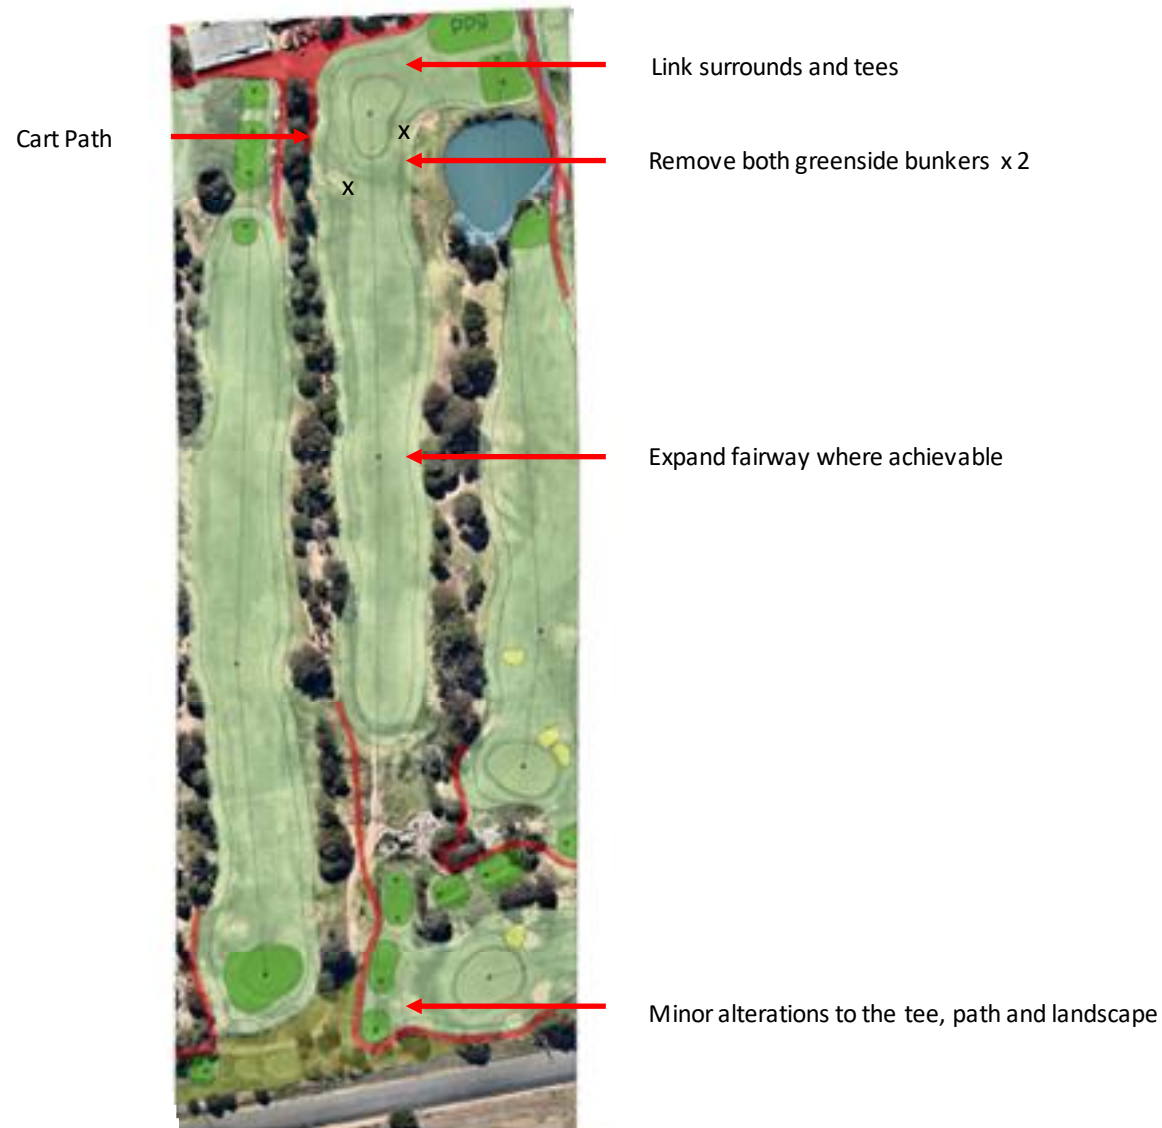 Link surrounds and tees
Cart Path
x
Remove both greenside bunkers x 2
x
Expand fairway where achievable
Minor alterations to the tee, path and landscape